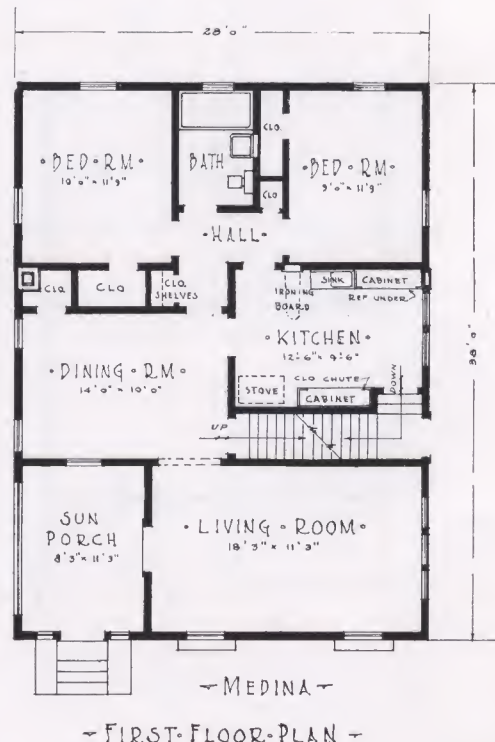 28'0"
BED RM.
10'0" x 11'9"
BATH
CLO.
CLO
BED RM.
9'0" x 11'9"
HALL
CLO.
CLO
CLO. SHELVES
IRONING BOARD
SINK
CABINET
REF UNDER
KITCHEN
12'-6" x 9'-6"
38'0"
DINING RM
14'0" x 10'0"
STOVE
CLO CHUTE
CABINET
DOWN
UP
SUN
PORCH
8'3" x 11'3"
LIVING ROOM
18'3" x 11'3"
MEDINA
FIRST FLOOR PLAN